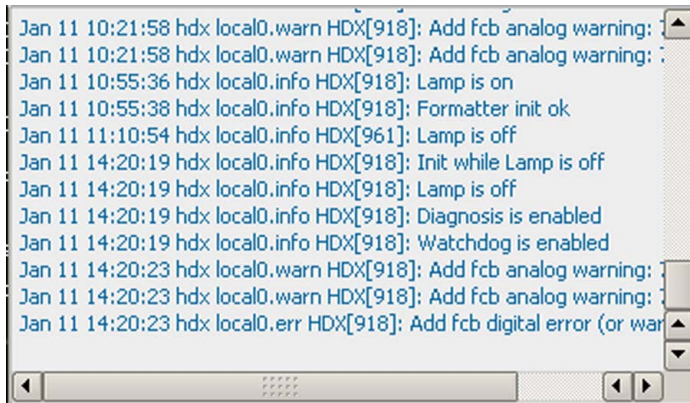 Jan 11 10:21:58 hdx local0.warn HDX[918]: Add fcb analog warning:
Jan 11 10:21:58 hdx local0.warn HDX[918]: Add fcb analog warning:
Jan 11 10:55:36 hdx local0.info HDX[918]: Lamp is on
Jan 11 10:55:38 hdx local0.info HDX[918]: Formatter init ok
Jan 11 11:10:54 hdx local0.info HDX[961]: Lamp is off
Jan 11 14:20:19 hdx local0.info HDX[918]: Init while Lamp is off
Jan 11 14:20:19 hdx local0.info HDX[918]: Lamp is off
Jan 11 14:20:19 hdx local0.info HDX[918]: Diagnosis is enabled
Jan 11 14:20:19 hdx local0.info HDX[918]: Watchdog is enabled
Jan 11 14:20:23 hdx local0.warn HDX[918]: Add fcb analog warning:
Jan 11 14:20:23 hdx local0.warn HDX[918]: Add fcb analog warning:
Jan 11 14:20:23 hdx local0.err HDX[918]: Add fcb digital error (or war